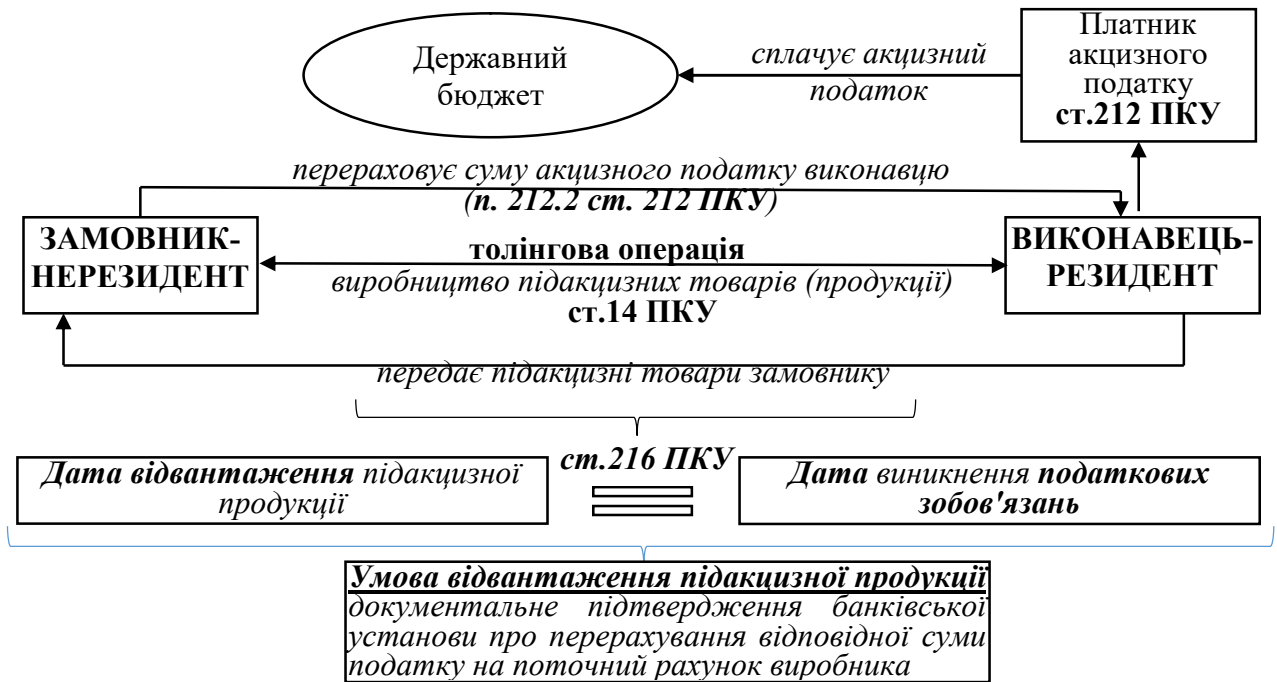 Державний
бюджет
сплачує акцизний
податок
Платник
акцизного
податку
ст.212 ПКУ
перераховує суму акцизного податку виконавцю
(п. 212.2 ст. 212 ПКУ)
ЗАМОВНИК-
НЕРЕЗИДЕНТ
толінгова операція
виробництво підакцизних товарів (продукції)
ст.14 ПКУ
ВИКОНАВЕЦЬ-
РЕЗИДЕНТ
передає підакцизні товари замовнику
ст.216 ПКУ
Дата відвантаження підакцизної
продукції
Дата виникнення податкових
зобов'язань
Умова відвантаження підакцизної продукції
документальне підтвердження банківської
установи про перерахування відповідної суми
податку на поточний рахунок виробника